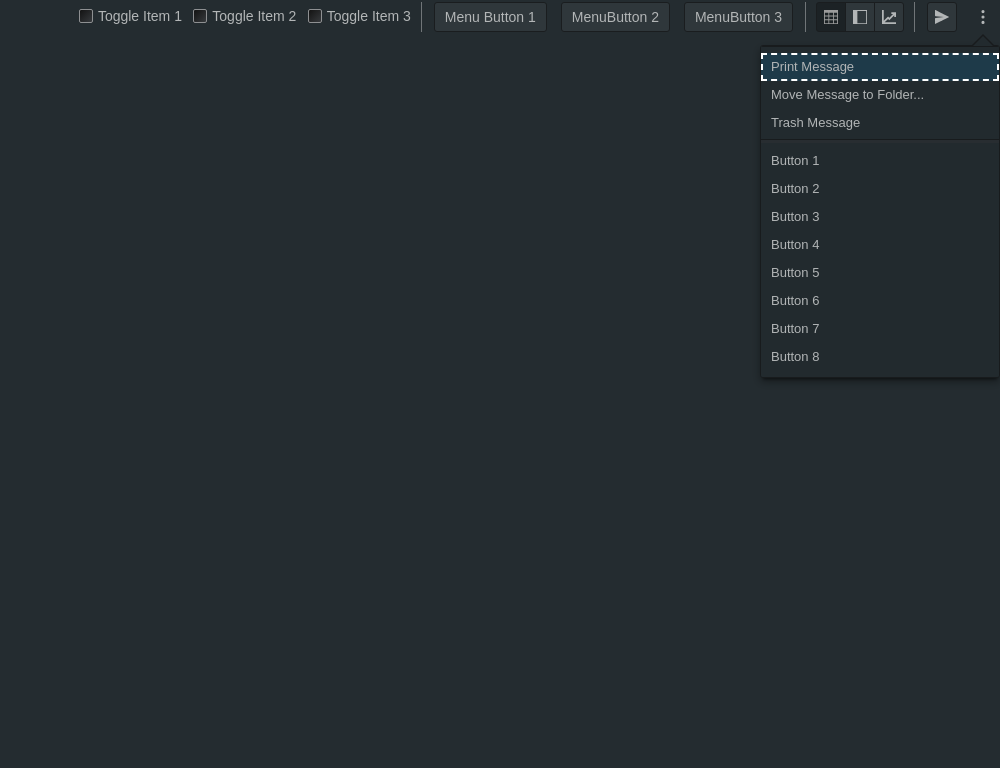 Toggle Item 1 Toggle Item 2 Toggle Item 3 Menu Button 1 MenuButton 2 MenuButton 3
Print Message
Move Message to Folder...
Trash Message
Button 1
Button 2
Button 3
Button 4
Button 5
Button 6
Button 7
Button 8